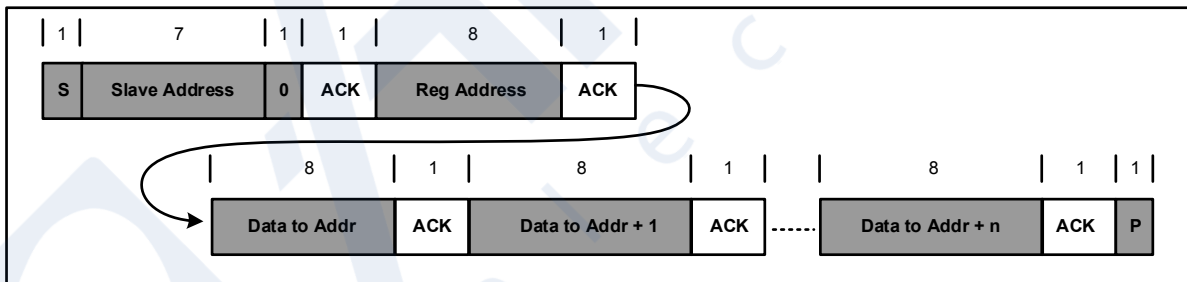 1 7 1 1 8 1
S Slave Address 0 ACK Reg Address ACK
8 1 8 1 8 1 1
Data to Addr ACK Data to Addr + 1 ACK Data to Addr + n ACK P